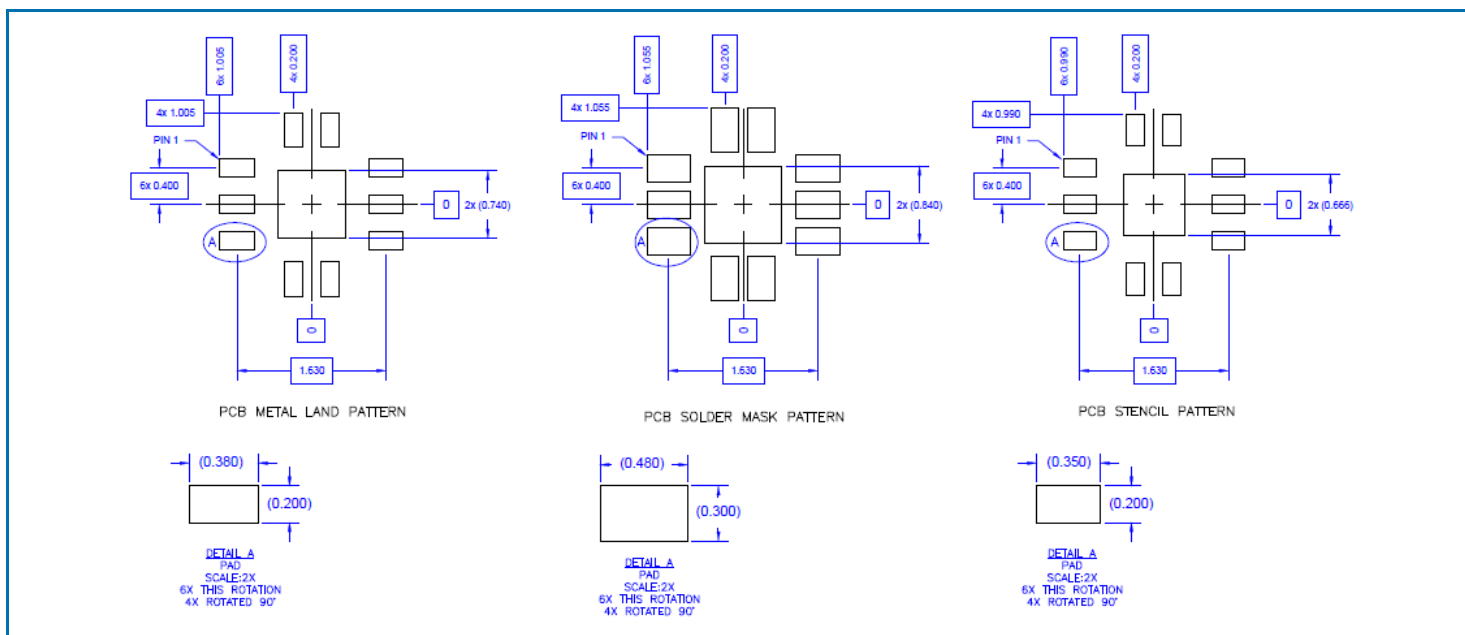 6x 1.005
4x 0.200
4x 1.005
PIN 1
6x 0.400
0
2x (0.740)
A
0
1.630
PCB METAL LAND PATTERN
(0.380)
(0.200)
DETAIL A
PAD
SCALE:2X
6X THIS ROTATION
4X ROTATED 90°
6x 1.055
4x 0.200
4x 1.055
PIN 1
6x 0.400
0
2x (0.840)
A
0
1.630
PCB SOLDER MASK PATTERN
(0.480)
(0.300)
DETAIL A
PAD
SCALE:2X
6X THIS ROTATION
4X ROTATED 90°
6x 0.990
4x 0.200
4x 0.990
PIN 1
6x 0.400
0
2x (0.666)
A
0
1.630
PCB STENCIL PATTERN
(0.350)
(0.200)
DETAIL A
PAD
SCALE:2X
6X THIS ROTATION
4X ROTATED 90°